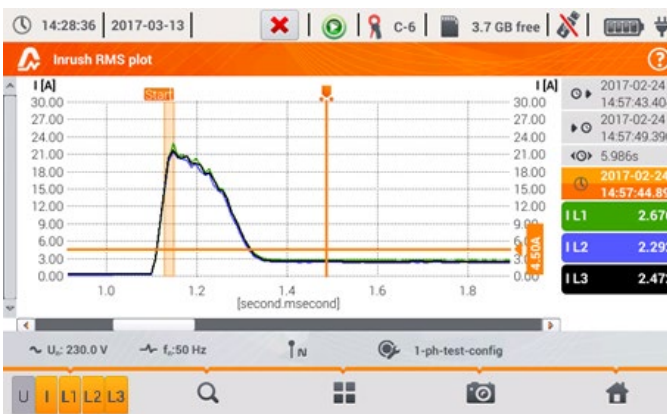 14:28:36 2017-03-13 C-6 3.7 GB free
Inrush RMS plot ?
I [A] Start I [A]
30.00 30.00
27.00 27.00
24.00 24.00
21.00 21.00
18.00 18.00
15.00 15.00
12.00 12.00
9.00 9.00
6.00 6.00
3.00
0.00 0.00
4.50A
1.0 1.2 1.4 1.6 1.8
[second.msecond]
2017-02-24
14:57:43.40
2017-02-24
14:57:49.390
5.986s
2017-02-24
14:57:44.89
I L1 2.670
I L2 2.29
I L3 2.47
Un: 230.0 V fn:50 Hz N 1-ph-test-config
U I L1 L2 L3